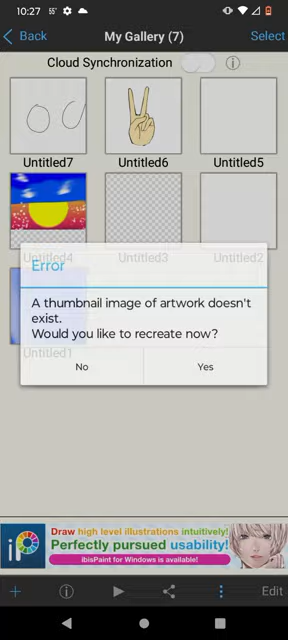 10:27 55°
Back My Gallery (7) Select
Cloud Synchronization
Untitled7 Untitled6 Untitled5
Untitled4 Untitled3 Untitled2
Error
A thumbnail image of artwork doesn't
exist.
Would you like to recreate now?
Untitled1
No Yes
Draw high level illustrations intuitively!
Perfectly pursued usability!
ibisPaint for Windows is available!
Edit